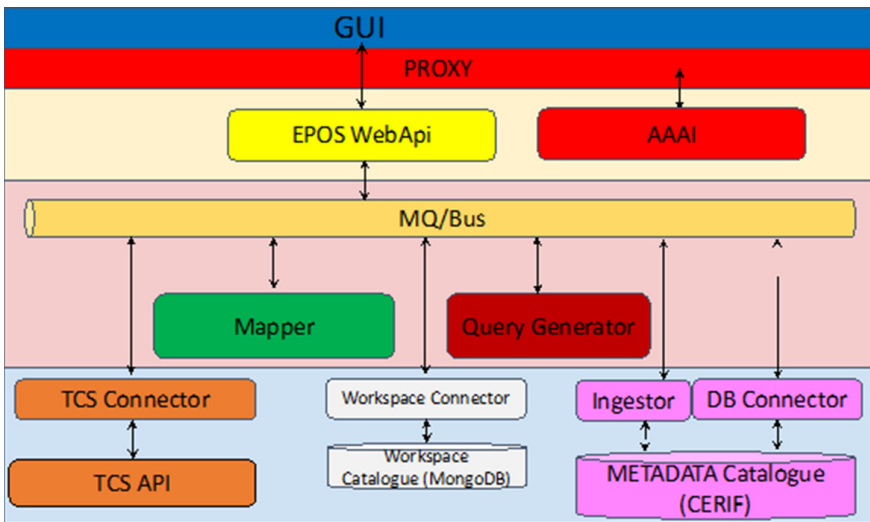 GUI
PROXY
EPOS WebApi
AAAI
MQ/Bus
Mapper
Query Generator
TCS Connector
Workspace Connector
Ingestor
DB Connector
TCS API
Workspace
Catalogue (MongoDB)
METADATA Catalogue
(CERIF)